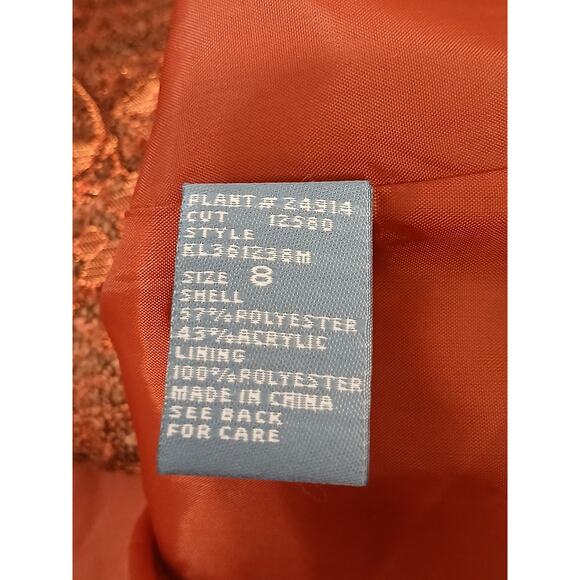 PLANT # 24914
CUT 12580
STYLE
KL361238M
SIZE 8
SHELL
57% POLYESTER
43% ACRYLIC
LINING
100% POLYESTER
MADE IN CHINA
SEE BACK
FOR CARE